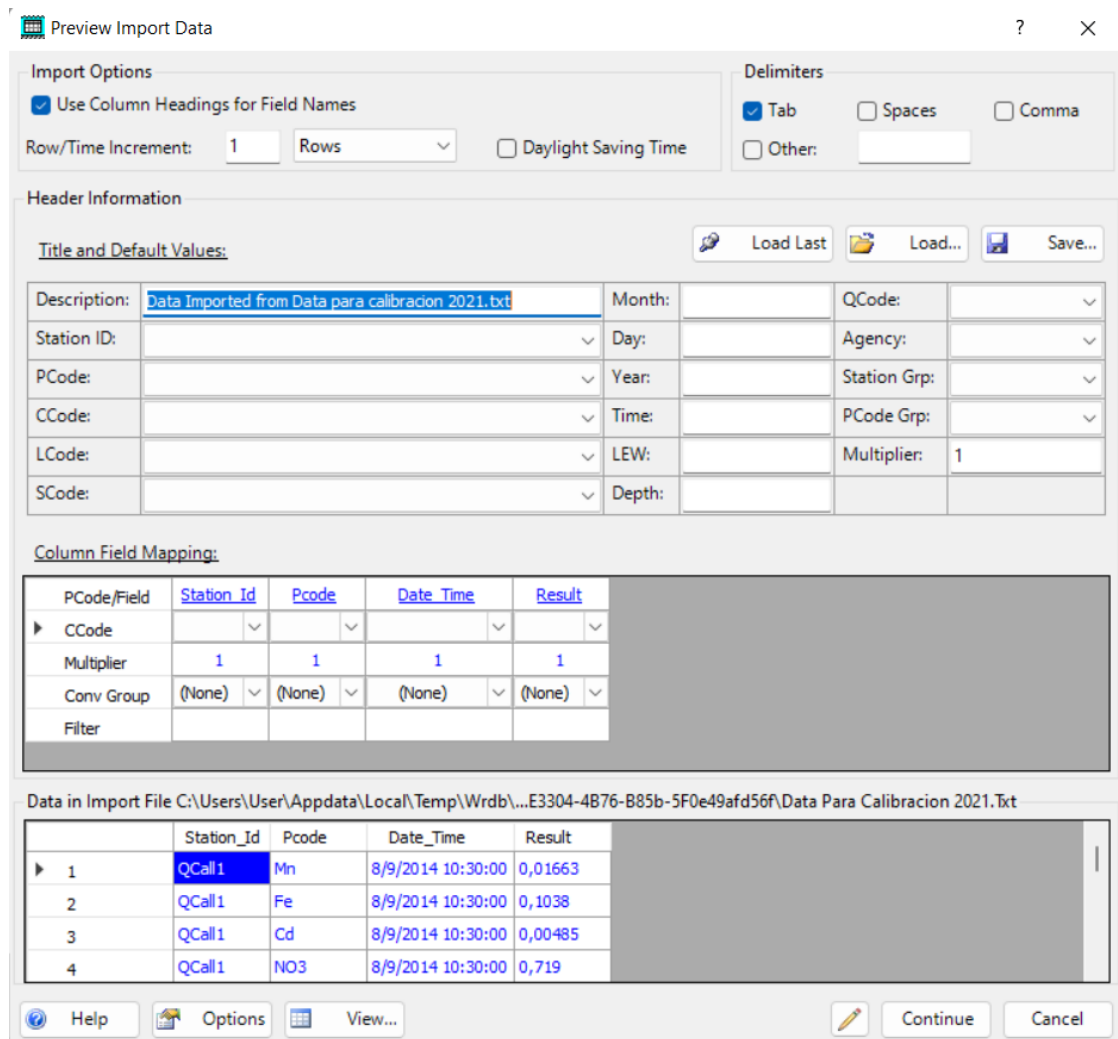 Preview Import Data ?
Import Options
Use Column Headings for Field Names
Row/Time Increment: 1 Rows Daylight Saving Time
Delimiters
Tab Spaces Comma
Other:
Header Information
Title and Default Values:
Load Last Load... Save...
Description: Data Imported from Data para calibracion 2021.txt Month: QCode:
Station ID: Day: Agency:
PCode: Year: Station Grp:
CCode: Time: PCode Grp:
LCode: LEW: Multiplier: 1
SCode: Depth:
Column Field Mapping:
PCode/Field Station_Id Pcode Date_Time Result
CCode
Multiplier 1 1 1 1
Conv Group (None) (None) (None) (None)
Filter
Data in Import File C:\Users\User\Appdata\Local\Temp\Wrdb\...E3304-4B76-B85b-5F0e49afd56f\Data Para Calibracion 2021.Txt
Station_Id Pcode Date_Time Result
1 QCall1 Mn 8/9/2014 10:30:00 0,01663
2 QCall1 Fe 8/9/2014 10:30:00 0,1038
3 QCall1 Cd 8/9/2014 10:30:00 0,00485
4 QCall1 NO3 8/9/2014 10:30:00 0,719
Help Options View... Continue Cancel